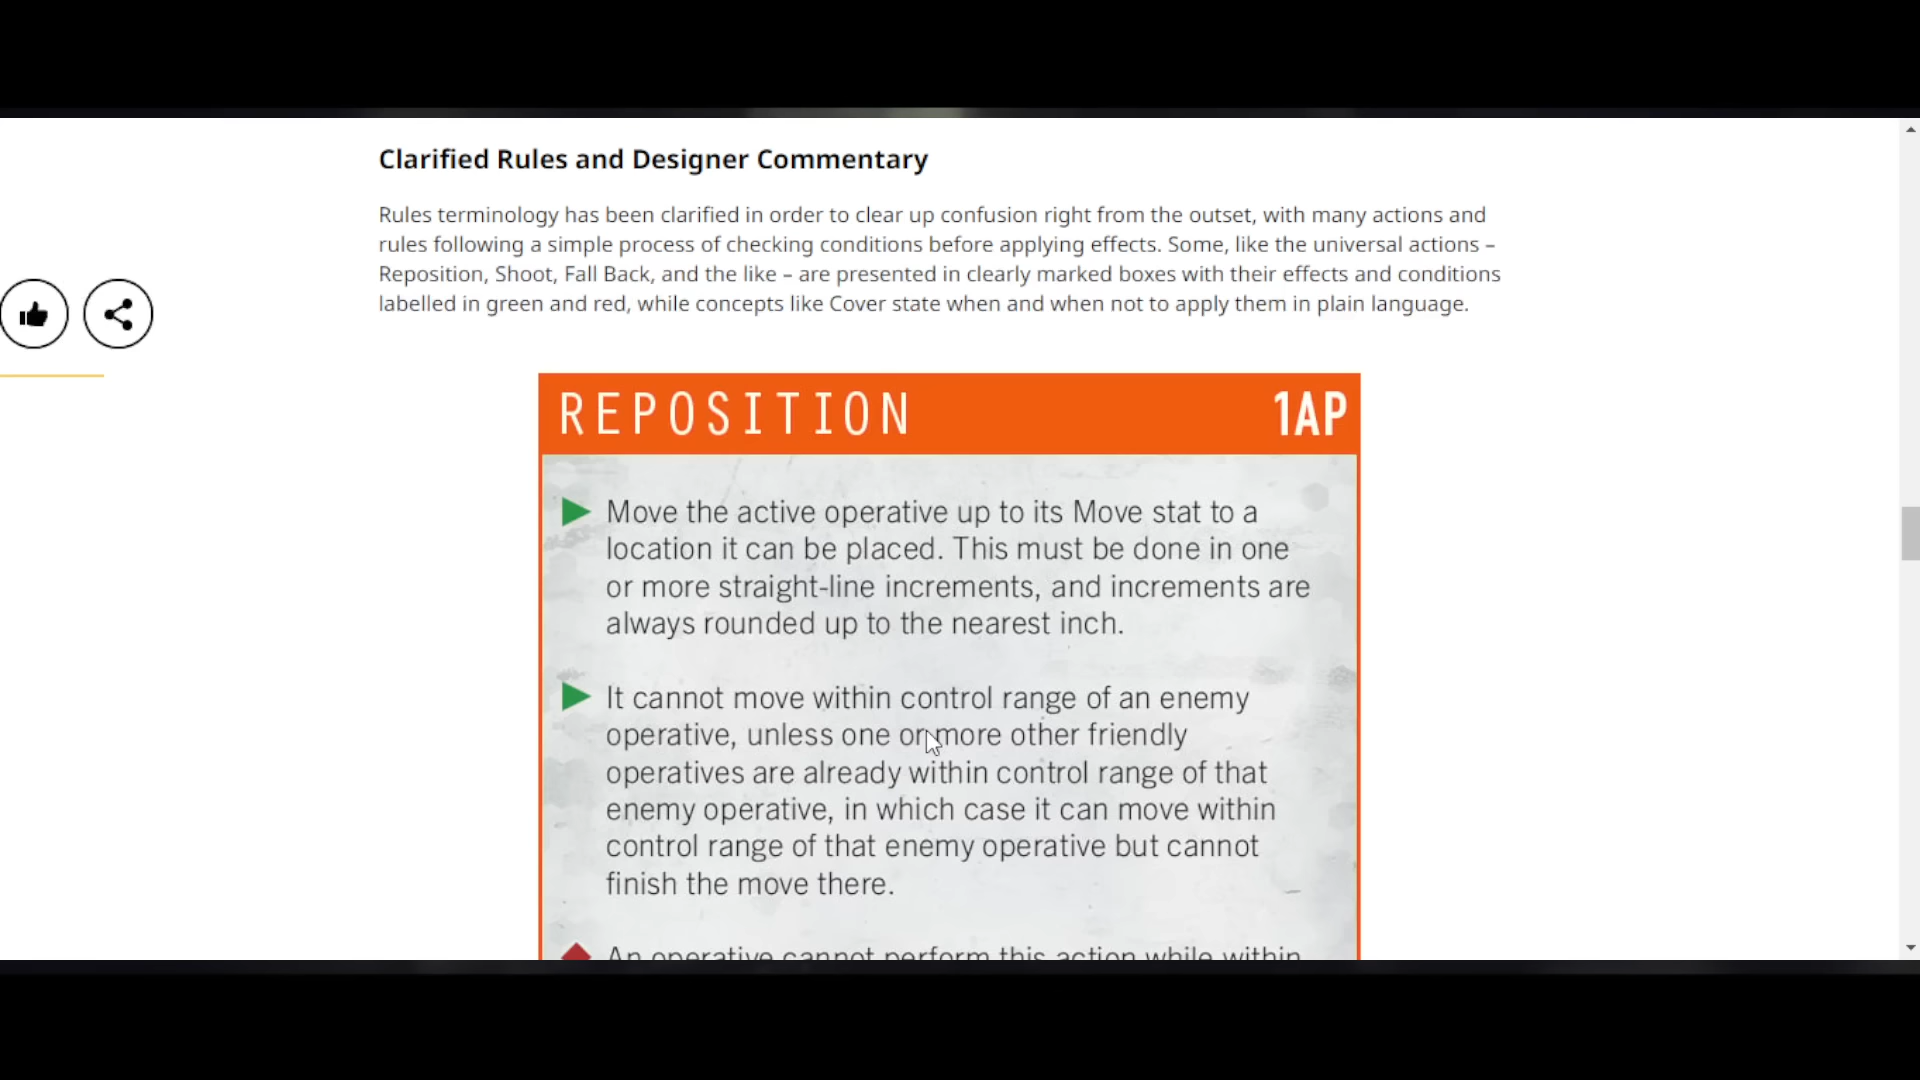 Clarified Rules and Designer Commentary
Rules terminology has been clarified in order to clear up confusion right from the outset, with many actions and
rules following a simple process of checking conditions before applying effects. Some, like the universal actions –
Reposition, Shoot, Fall Back, and the like – are presented in clearly marked boxes with their effects and conditions
labelled in green and red, while concepts like Cover state when and when not to apply them in plain language.
REPOSITION 1AP
Move the active operative up to its Move stat to a
location it can be placed. This must be done in one
or more straight-line increments, and increments are
always rounded up to the nearest inch.
It cannot move within control range of an enemy
operative, unless one or more other friendly
operatives are already within control range of that
enemy operative, in which case it can move within
control range of that enemy operative but cannot
finish the move there.
An operative cannot perform this action while within